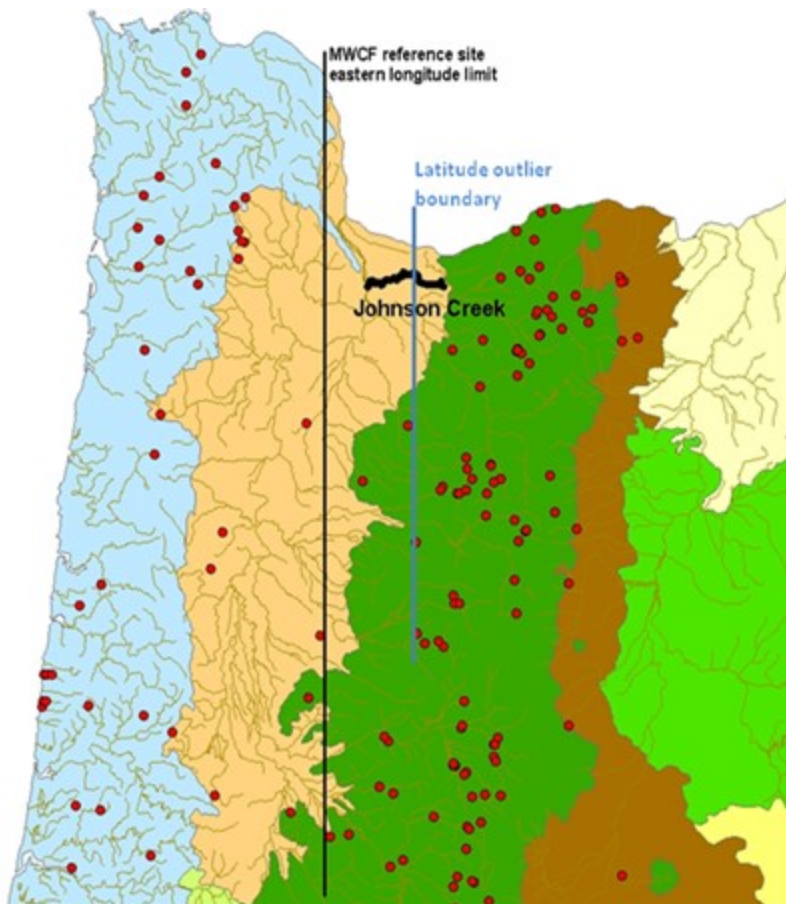 MWCF reference site
eastern longitude limit
Latitude outlier
boundary
Johnson Creek